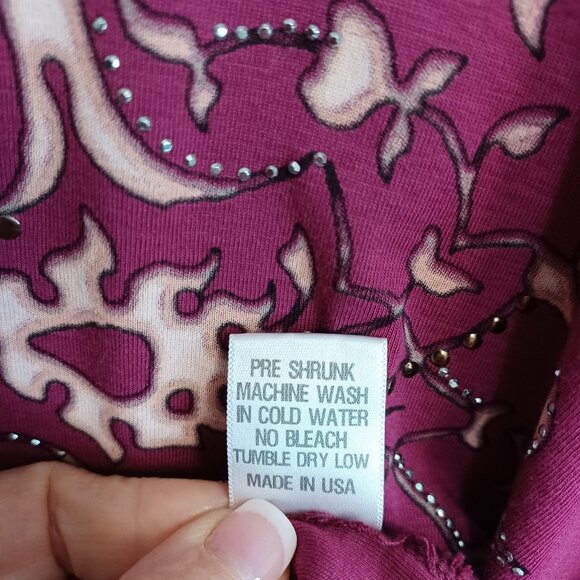 PRE SHRUNK
MACHINE WASH
IN COLD WATER
NO BLEACH
TUMBLE DRY LOW
MADE IN USA